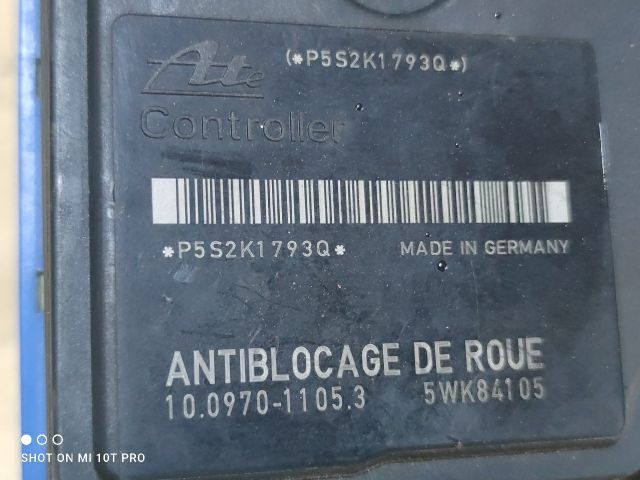 Ate (*P5S2K1793Q*)
Controller
*P5S2K1793Q* MADE IN GERMANY
ANTIBLOCAGE DE ROUE
10.0970-1105.3 5WK84105
SHOT ON MI 10T PRO